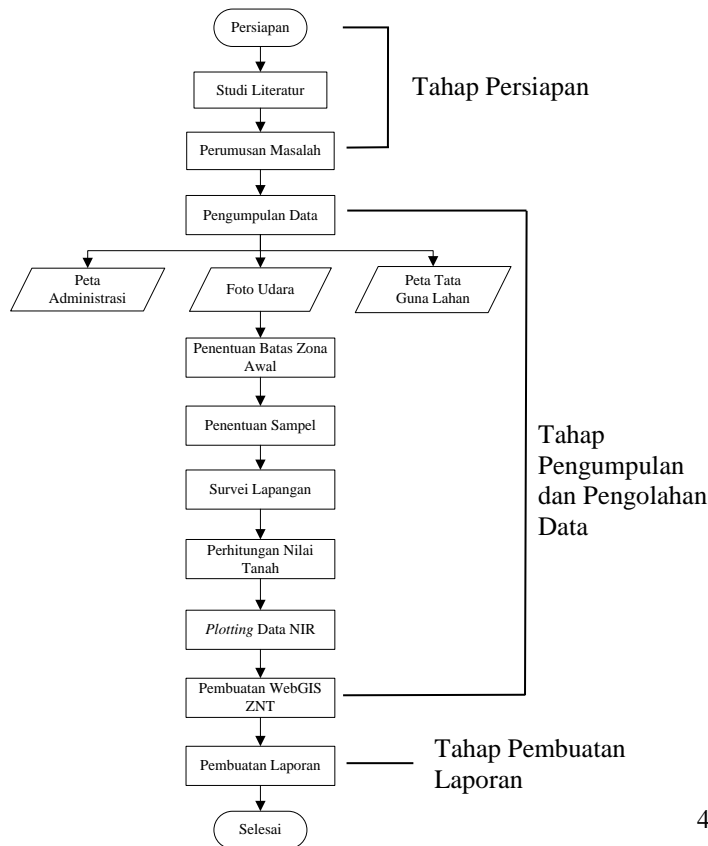 Persiapan
Studi Literatur
Tahap Persiapan
Perumusan Masalah
Pengumpulan Data
Peta
Administrasi
Foto Udara
Peta Tata
Guna Lahan
Penentuan Batas Zona
Awal
Penentuan Sampel
Survei Lapangan
Tahap
Pengumpulan
dan Pengolahan
Data
Perhitungan Nilai
Tanah
Plotting Data NIR
Pembuatan WebGIS
ZNT
Pembuatan Laporan
Tahap Pembuatan
Laporan
Selesai
4